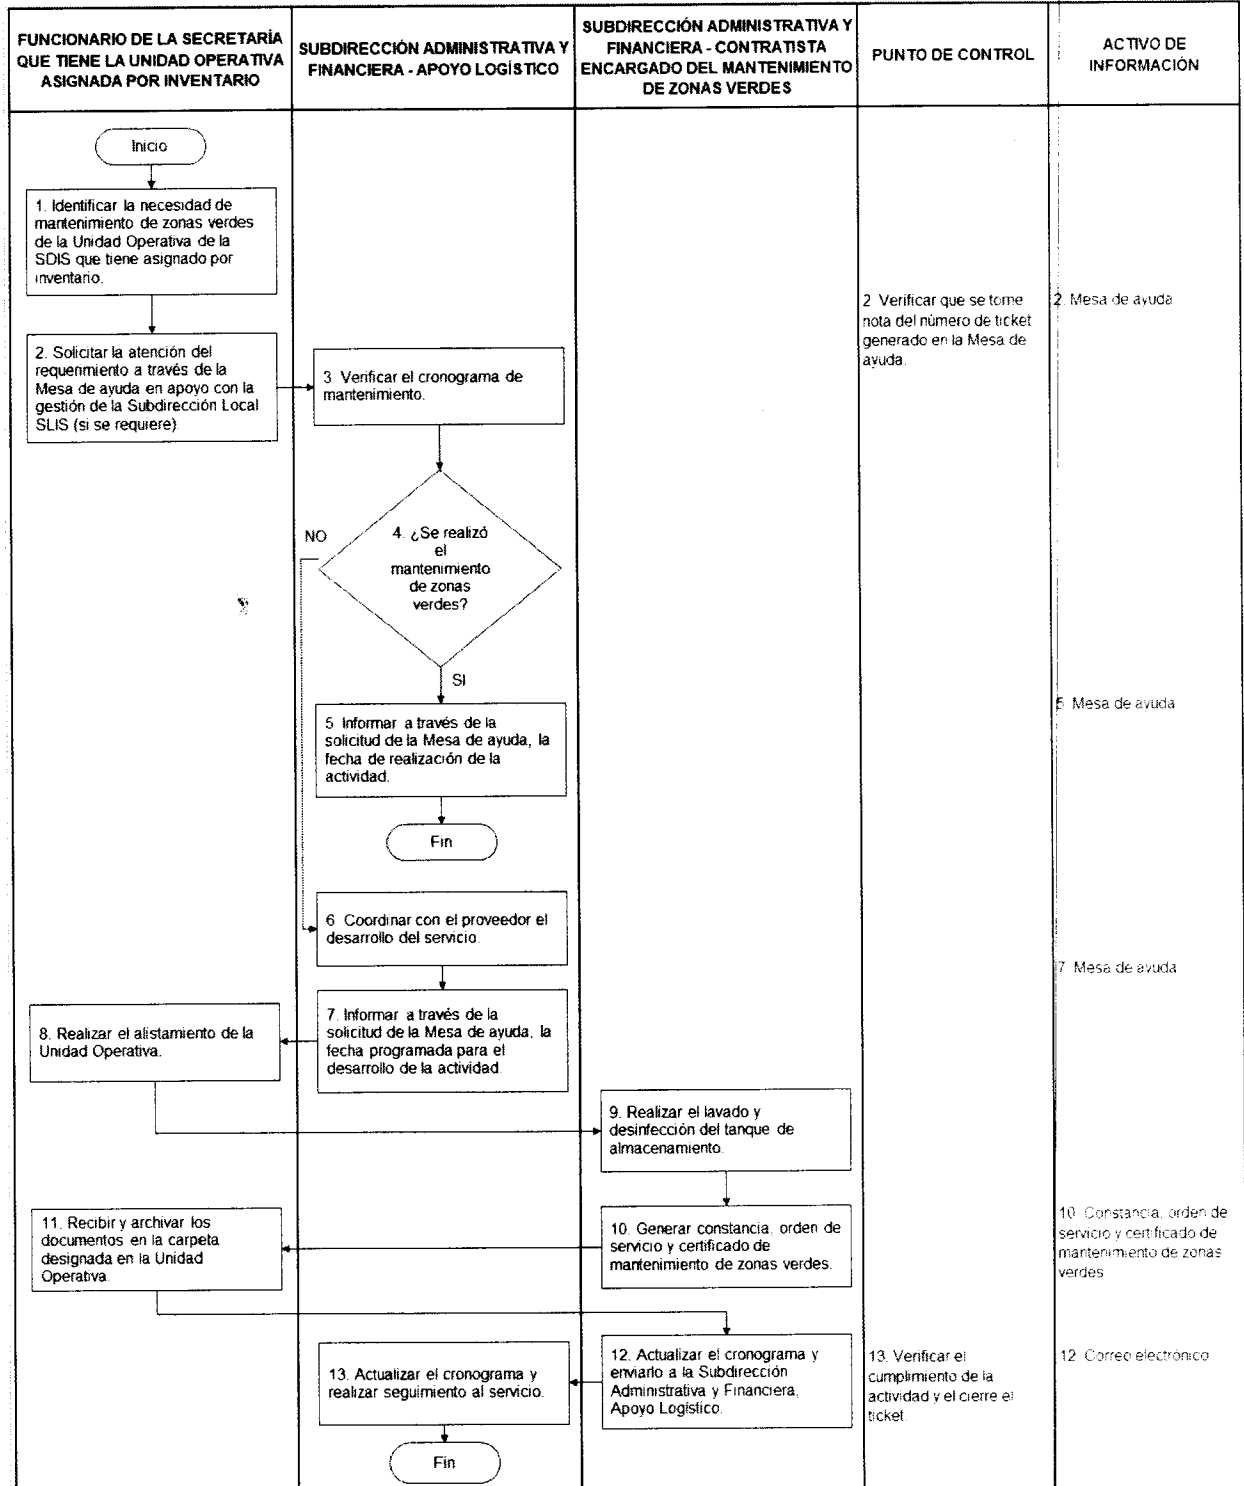 FUNCIONARIO DE LA SECRETARÍA
QUE TIENE LA UNIDAD OPERATIVA
ASIGNADA POR INVENTARIO
SUBDIRECCIÓN ADMINISTRATIVA Y
FINANCIERA - APOYO LOGÍSTICO
SUBDIRECCIÓN ADMINISTRATIVA Y
FINANCIERA - CONTRATISTA
ENCARGADO DEL MANTENIMIENTO
DE ZONAS VERDES
PUNTO DE CONTROL
ACTIVO DE
INFORMACIÓN
Inicio
1. Identificar la necesidad de
mantenimiento de zonas verdes
de la Unidad Operativa de la
SDIS que tiene asignado por
inventario.
2. Solicitar la atención del
requerimiento a través de la
Mesa de ayuda en apoyo con la
gestión de la Subdirección Local
SLIS (si se requiere)
3. Verificar el cronograma de
mantenimiento.
2 Verificar que se tome
nota del número de ticket
generado en la Mesa de
ayuda.
2. Mesa de ayuda
4. ¿Se realizó
el
mantenimiento
de zonas
verdes?
NO
SI
5 Informar a través de la
solicitud de la Mesa de ayuda, la
fecha de realización de la
actividad.
5 Mesa de ayuda
Fin
6 Coordinar con el proveedor el
desarrollo del servicio.
7. Informar a través de la
solicitud de la Mesa de ayuda, la
fecha programada para el
desarrollo de la actividad
7 Mesa de ayuda
8. Realizar el alistamiento de la
Unidad Operativa.
9. Realizar el lavado y
desinfección del tanque de
almacenamiento.
10. Generar constancia, orden de
servicio y certificado de
mantenimiento de zonas verdes.
10 Constancia, orden de
servicio y certificado de
mantenimiento de zonas
verdes
11. Recibir y archivar los
documentos en la carpeta
designada en la Unidad
Operativa.
12. Actualizar el cronograma y
enviarlo a la Subdirección
Administrativa y Financiera,
Apoyo Logístico.
12 Correo electrónico
13. Actualizar el cronograma y
realizar seguimiento al servicio.
13. Verificar el
cumplimiento de la
actividad y el cierre el
ticket.
Fin